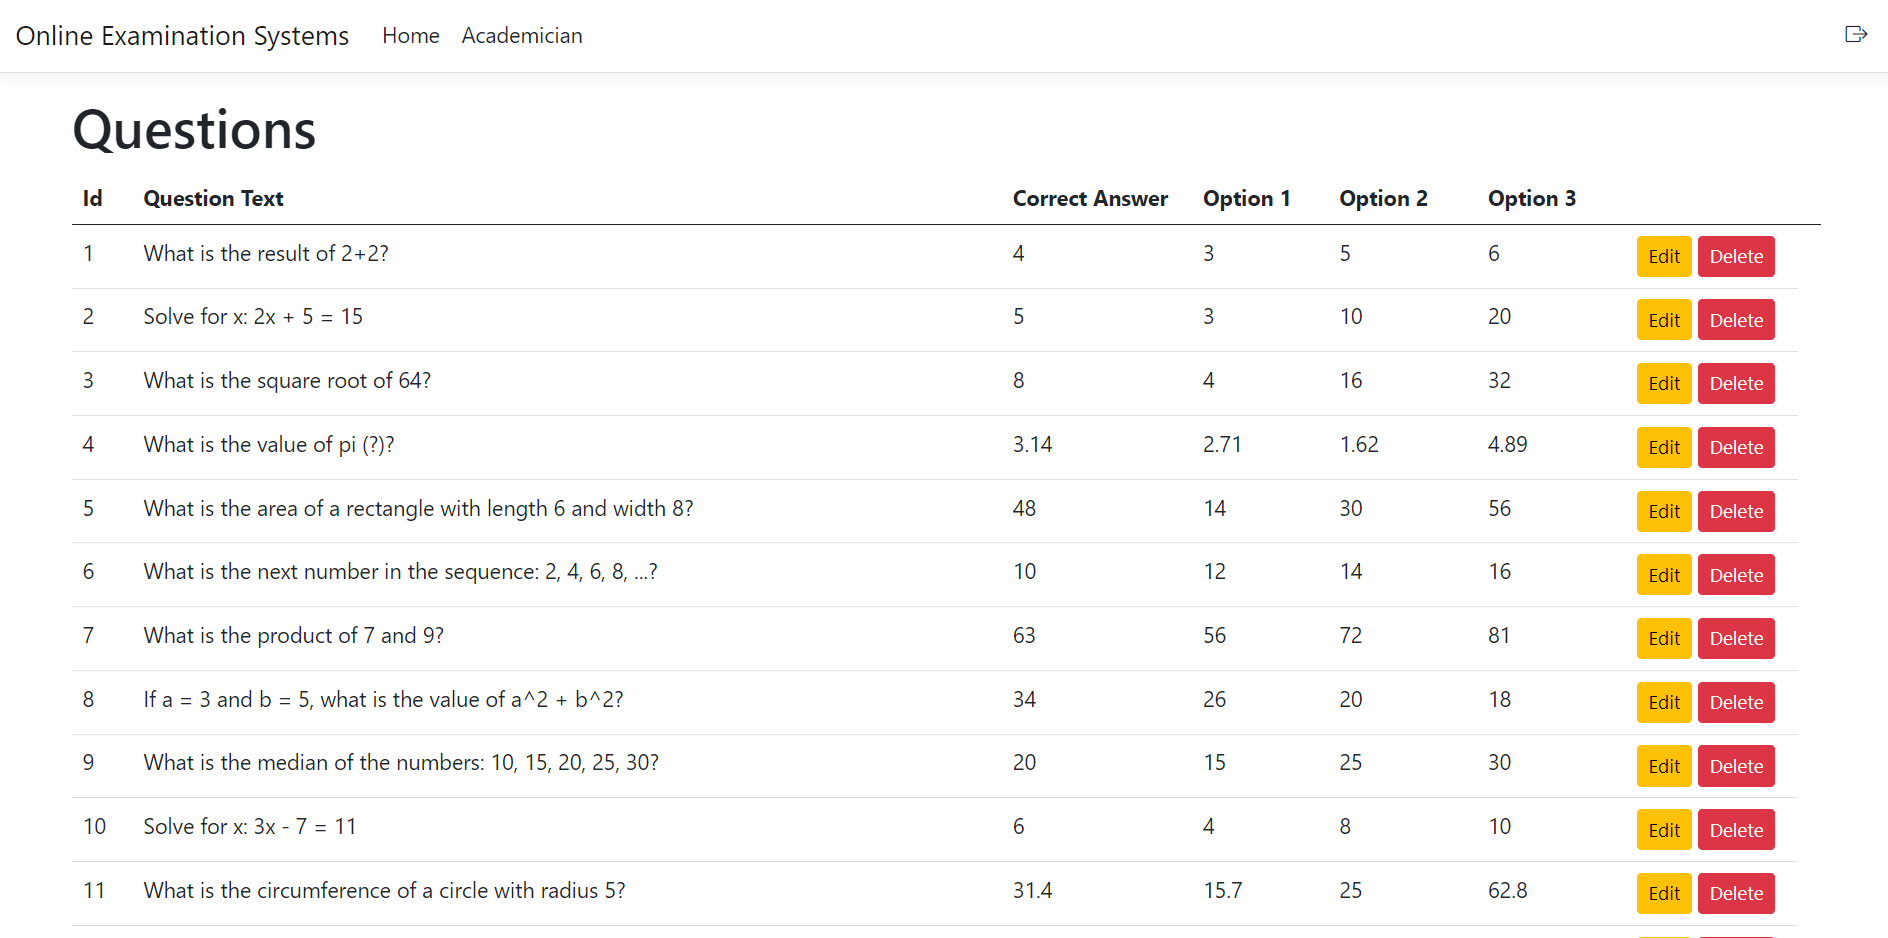 Online Examination Systems Home Academician
Questions
Id Question Text Correct Answer Option 1 Option 2 Option 3
1 What is the result of 2+2? 4 3 5 6 Edit Delete
2 Solve for x: 2x + 5 = 15 5 3 10 20 Edit Delete
3 What is the square root of 64? 8 4 16 32 Edit Delete
4 What is the value of pi (?)? 3.14 2.71 1.62 4.89 Edit Delete
5 What is the area of a rectangle with length 6 and width 8? 48 14 30 56 Edit Delete
6 What is the next number in the sequence: 2, 4, 6, 8, ...? 10 12 14 16 Edit Delete
7 What is the product of 7 and 9? 63 56 72 81 Edit Delete
8 If a = 3 and b = 5, what is the value of a^2 + b^2? 34 26 20 18 Edit Delete
9 What is the median of the numbers: 10, 15, 20, 25, 30? 20 15 25 30 Edit Delete
10 Solve for x: 3x - 7 = 11 6 4 8 10 Edit Delete
11 What is the circumference of a circle with radius 5? 31.4 15.7 25 62.8 Edit Delete